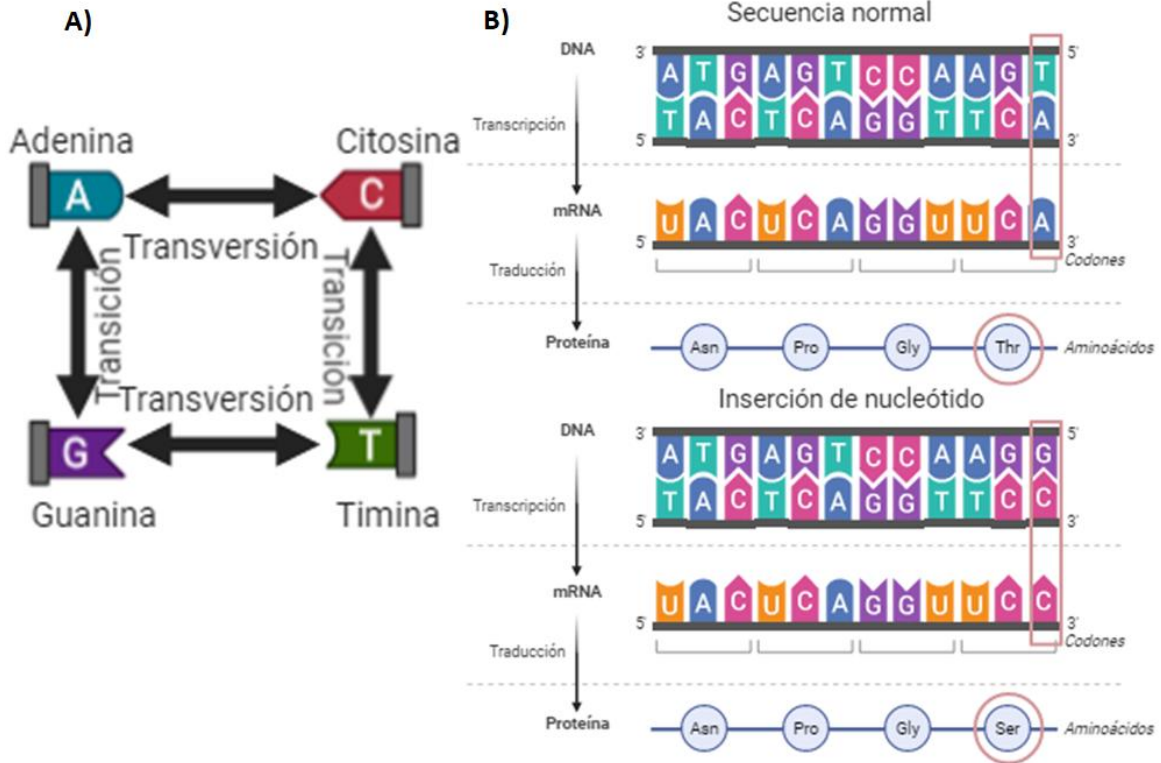 A)
Adenina
Citosina
A
C
Transversión
Transición
Transición
Transversión
G
T
Guanina
Timina
B)
Secuencia normal
DNA
3' A T G A G T C C A A G T 5'
Transcripción
5' T A C T C A G G T T C A 3'
mRNA
5' U A C U C A G G U U C A 3'
Codones
Traducción
Proteína
Asn Pro Gly Thr Aminoácidos
Inserción de nucleótido
DNA
3' A T G A G T C C A A G G 5'
Transcripción
5' T A C T C A G G T T C C 3'
mRNA
5' U A C U C A G G U U C C 3'
Codones
Traducción
Proteína
Asn Pro Gly Ser Aminoácidos